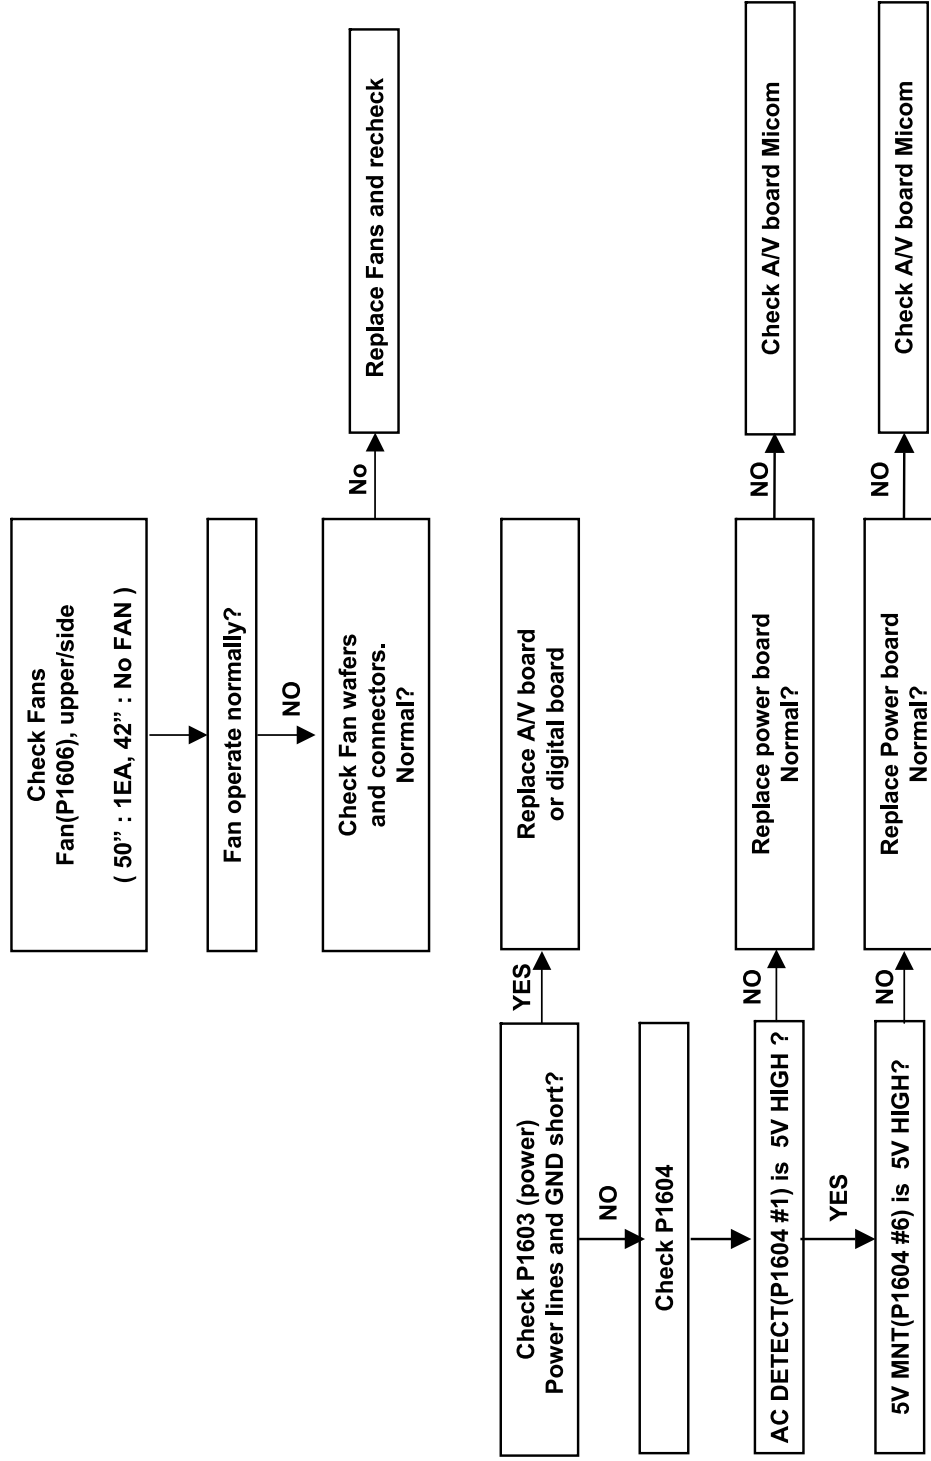 Check Fans
Fan(P1606), upper/side
( 50” : 1EA, 42” : No FAN )
Fan operate normally?
NO
Check Fan wafers
and connectors.
Normal?
No
Replace Fans and recheck
Check P1603 (power)
Power lines and GND short?
YES
Replace A/V board
or digital board
NO
Check P1604
AC DETECT(P1604 #1) is 5V HIGH ?
NO
Replace power board
Normal?
NO
Check A/V board Micom
YES
5V MNT(P1604 #6) is 5V HIGH?
NO
Replace Power board
Normal?
NO
Check A/V board Micom